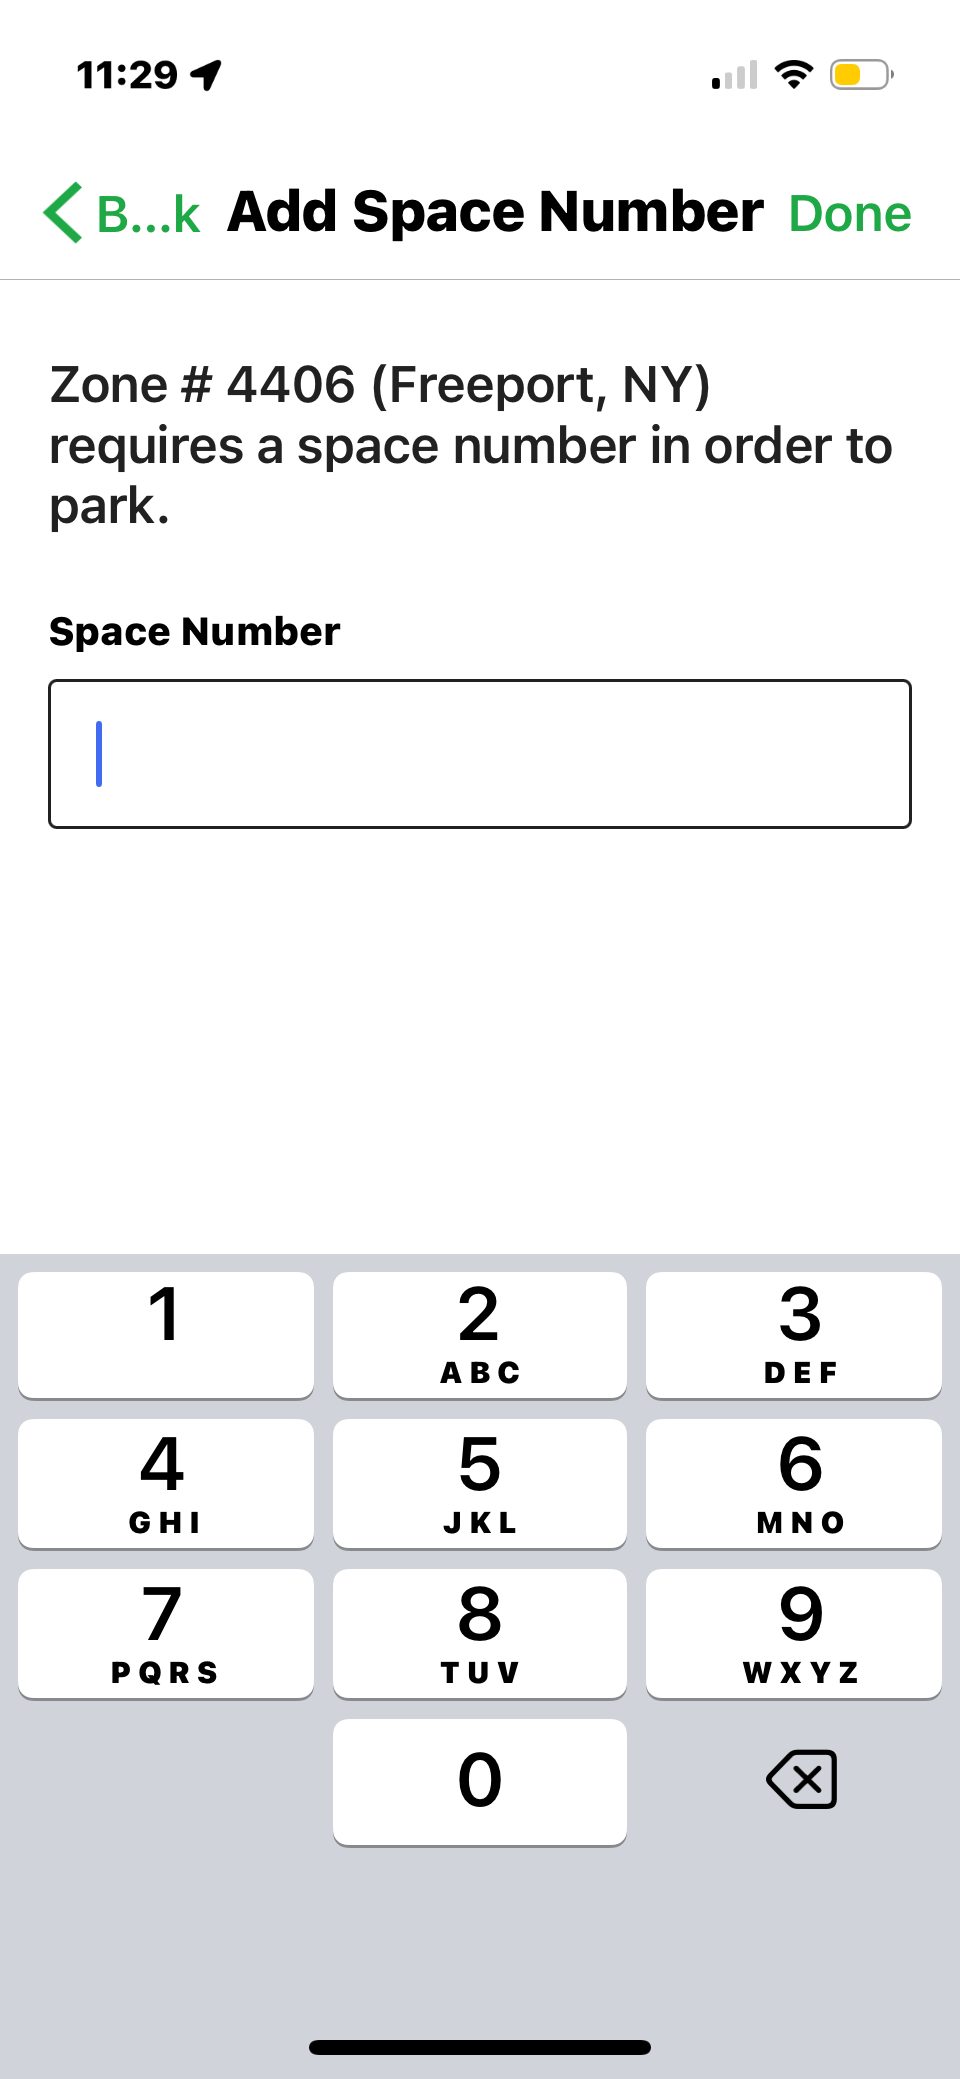 11:29
B...k Add Space Number Done
Zone # 4406 (Freeport, NY)
requires a space number in order to
park.
Space Number
1 2 3
ABC DEF
4 5 6
GHI JKL MNO
7 8 9
PQRS TUV WXYZ
0